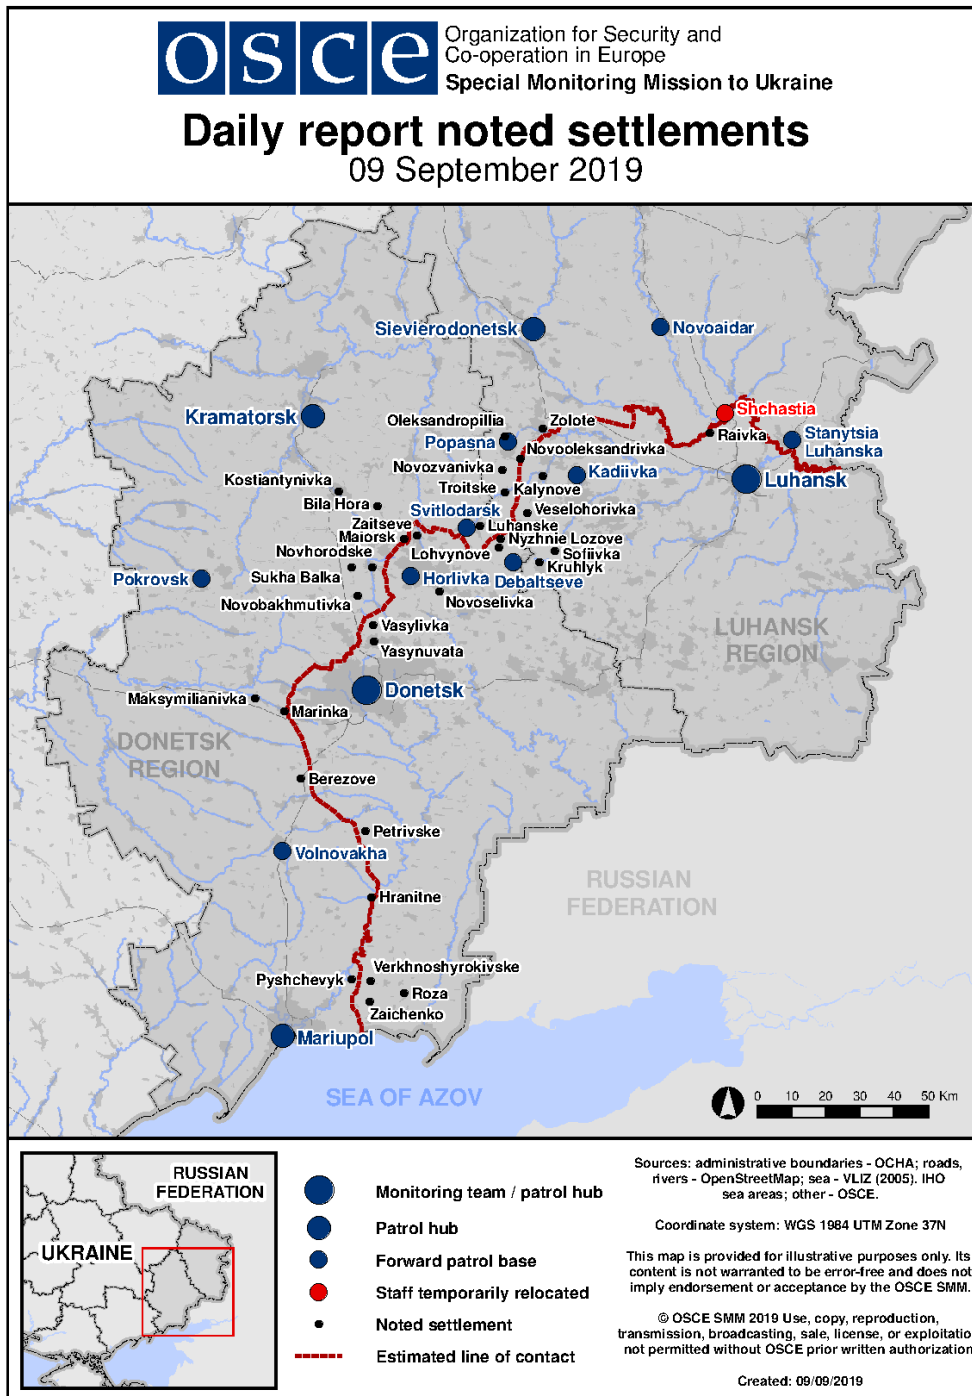 osce
Organization for Security and
Co-operation in Europe
Special Monitoring Mission to Ukraine
Daily report noted settlements
09 September 2019
Sievierodonetsk
Novoaidar
Kramatorsk
Oleksandropillia
Zolote
Shchastia
Popasna
Raivka
Stanytsia
Luhanska
Novooleksandrivka
Novozvanivka
Kadiivka
Luhansk
Kostiantynivka
Troitske
Kalynove
Bila Hora
Svitlodarsk
Veselohorivka
Zaitseve
Luhanske
Maiorsk
Nyzhnie Lozove
Novhorodske
Lohvynove
Sofiivka
Kruhlyk
Pokrovsk
Sukha Balka
Horlivka
Debaltseve
Novobakhmutivka
Novoselivka
Vasylivka
Yasynuvata
LUHANSK
REGION
Donetsk
Maksymilianivka
Marinka
DONETSK
REGION
Berezove
Petrivske
Volnovakha
RUSSIAN
FEDERATION
Hranitne
Verkhnoshyrokivske
Pyshchevyk
Roza
Zaichenko
Mariupol
SEA OF AZOV
0 10 20 30 40 50 Km
RUSSIAN
FEDERATION
UKRAINE
Monitoring team / patrol hub
Patrol hub
Forward patrol base
Staff temporarily relocated
Noted settlement
Estimated line of contact
Sources: administrative boundaries - OCHA; roads,
rivers - OpenStreetMap; sea - VLIZ (2005). IHO
sea areas; other - OSCE.
Coordinate system: WGS 1984 UTM Zone 37N
This map is provided for illustrative purposes only. Its
content is not warranted to be error-free and does not
imply endorsement or acceptance by the OSCE SMM.
© OSCE SMM 2019 Use, copy, reproduction,
transmission, broadcasting, sale, license, or exploitatio
not permitted without OSCE prior written authorization
Created: 09/09/2019